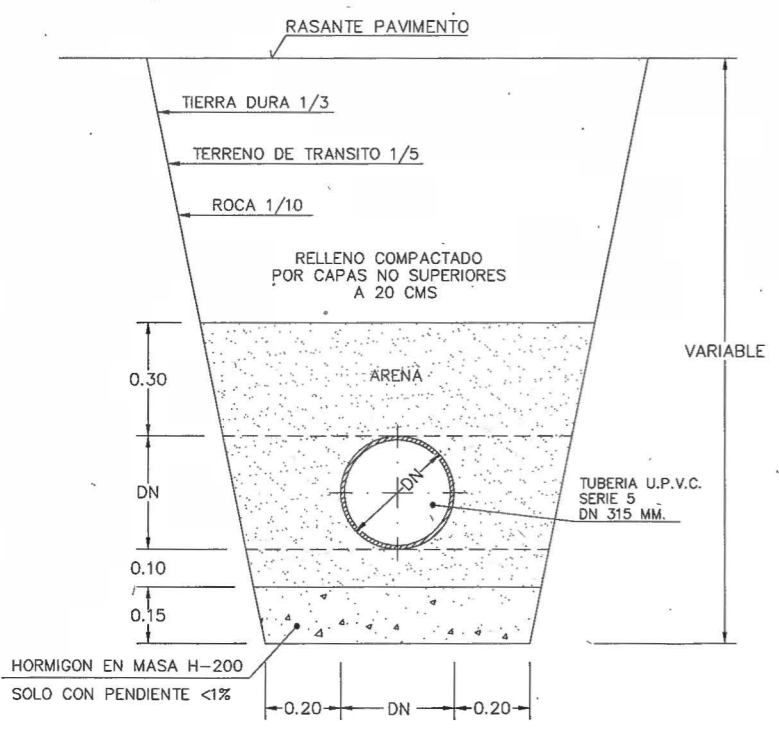 RASANTE PAVIMENTO
TIERRA DURA 1/3
TERRENO DE TRANSITO 1/5
ROCA 1/10
RELLENO COMPACTADO
POR CAPAS NO SUPERIORES
A 20 CMS
VARIABLE
0.30
ARENA
DN
DN
TUBERIA U.P.V.C.
SERIE 5
DN 315 MM.
0.10
0.15
HORMIGON EN MASA H-200
SOLO CON PENDIENTE <1%
0.20 DN 0.20